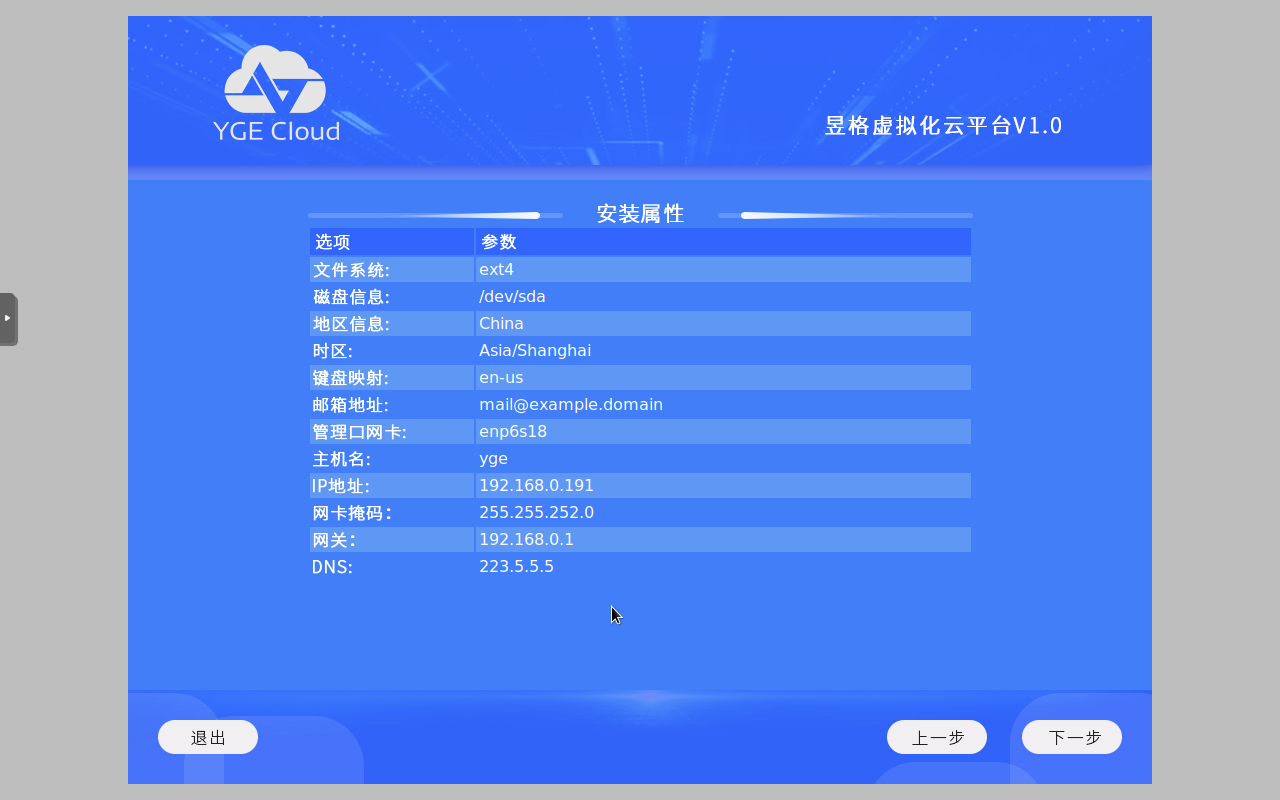 YGE Cloud
昱格虚拟化云平台V1.0
安装属性
选项 参数
文件系统: ext4
磁盘信息: /dev/sda
地区信息: China
时区: Asia/Shanghai
键盘映射: en-us
邮箱地址: mail@example.domain
管理口网卡: enp6s18
主机名: yge
IP地址: 192.168.0.191
网卡掩码： 255.255.252.0
网关： 192.168.0.1
DNS: 223.5.5.5
退出 上一步 下一步